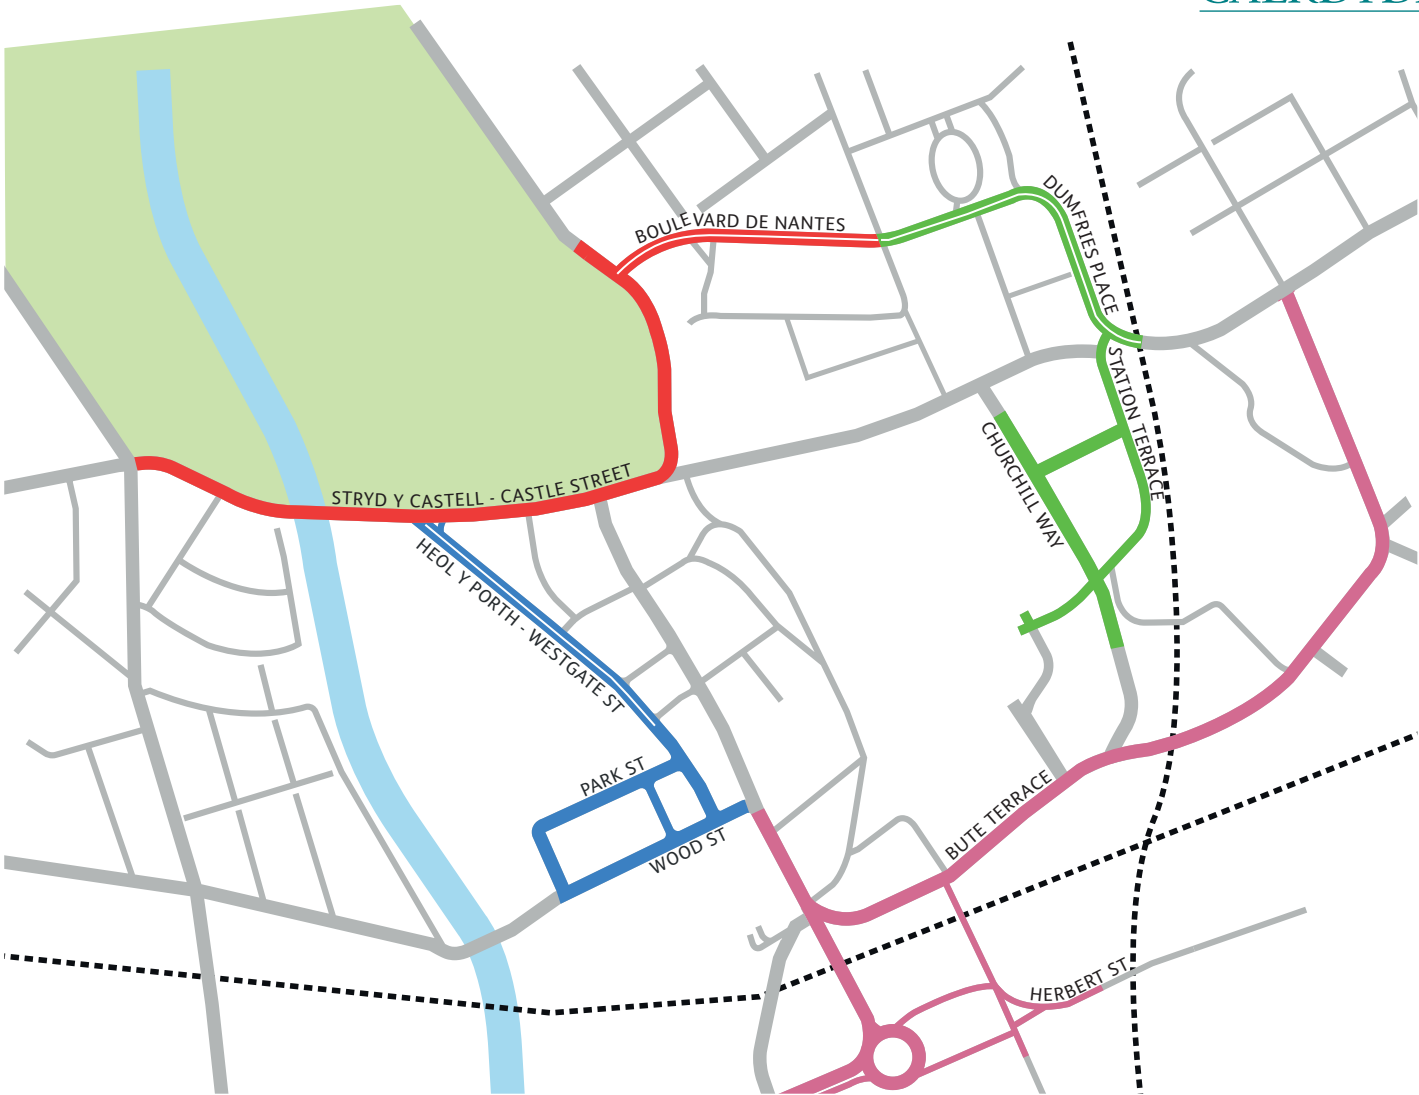 BOULEVARD DE NANTES
DUMFRIES PLACE
STATION TERRACE
CHURCHILL WAY
STRYD Y CASTELL - CASTLE STREET
HEOL Y PORTH - WESTGATE ST
PARK ST
WOOD ST
BUTE TERRACE
HERBERT ST